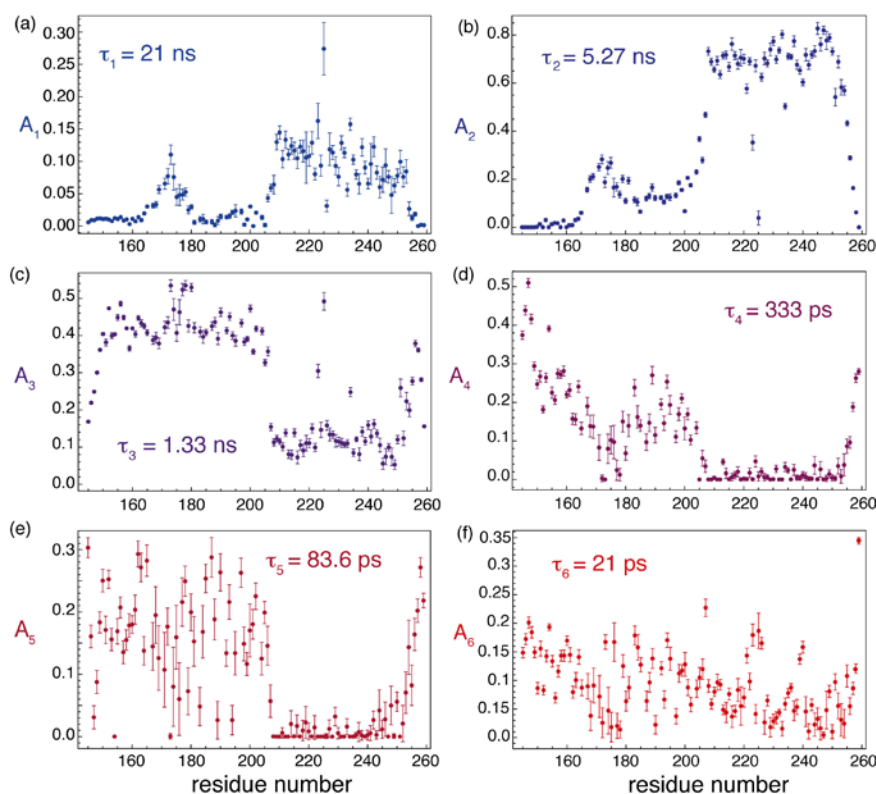 (a)
0.30
0.25
0.20
0.15
0.10
0.05
0.00
A1
τ1 = 21 ns
160 180 200 220 240 260
(b)
0.8
0.6
0.4
0.2
0.0
A2
τ2 = 5.27 ns
160 180 200 220 240 260
(c)
0.5
0.4
0.3
0.2
0.1
0.0
A3
τ3 = 1.33 ns
160 180 200 220 240 260
(d)
0.5
0.4
0.3
0.2
0.1
0.0
A4
τ4 = 333 ps
160 180 200 220 240 260
(e)
0.3
0.2
0.1
0.0
A5
τ5 = 83.6 ps
160 180 200 220 240 260
residue number
(f)
0.35
0.3
0.2
0.15
0.1
0.15
0.0
A6
τ6 = 21 ps
160 180 200 220 240 260
residue number